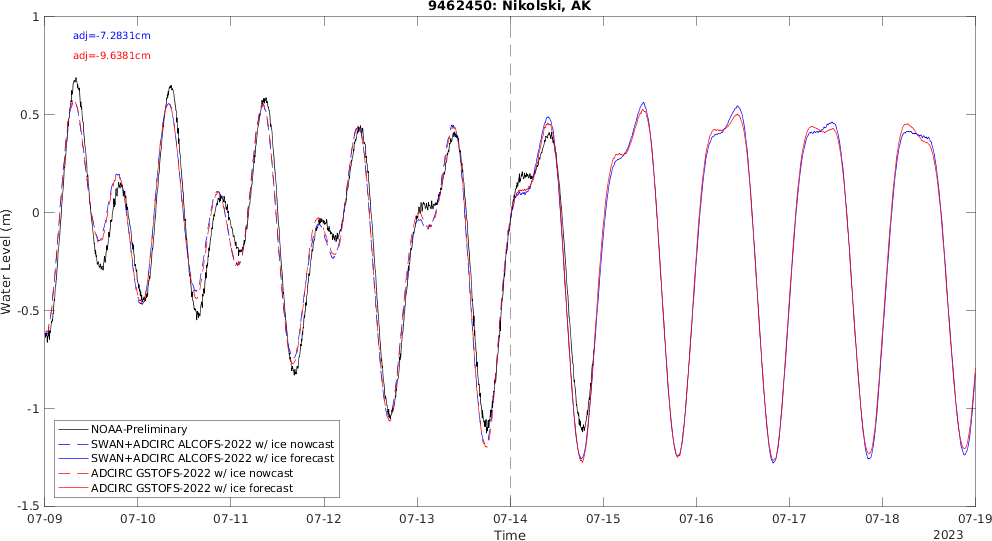 9462450: Nikolski, AK
adj=-7.2831cm
adj=-9.6381cm
1
0.5
0
-0.5
-1
-1.5
Water Level (m)
NOAA-Preliminary
SWAN+ADCIRC ALCOFS-2022 w/ ice nowcast
SWAN+ADCIRC ALCOFS-2022 w/ ice forecast
ADCIRC GSTOFS-2022 w/ ice nowcast
ADCIRC GSTOFS-2022 w/ ice forecast
07-09 07-10 07-11 07-12 07-13 07-14 07-15 07-16 07-17 07-18 07-19
Time
2023